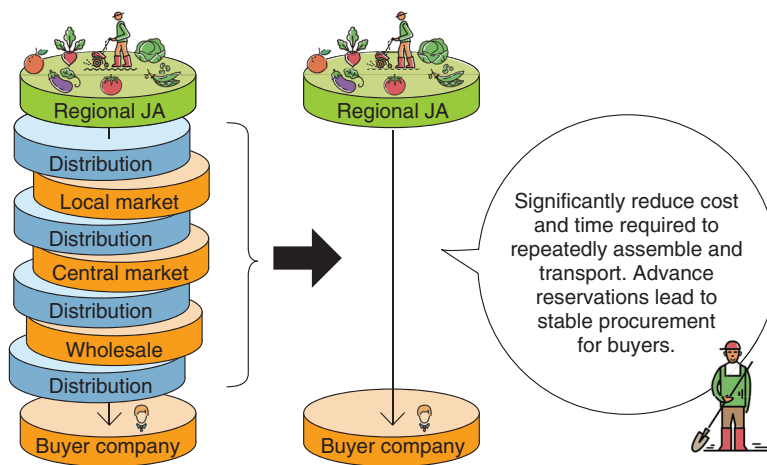 Regional JA
Distribution
Local market
Distribution
Central market
Distribution
Wholesale
Distribution
Buyer company
Regional JA
Buyer company
Significantly reduce cost
and time required to
repeatedly assemble and
transport. Advance
reservations lead to
stable procurement
for buyers.